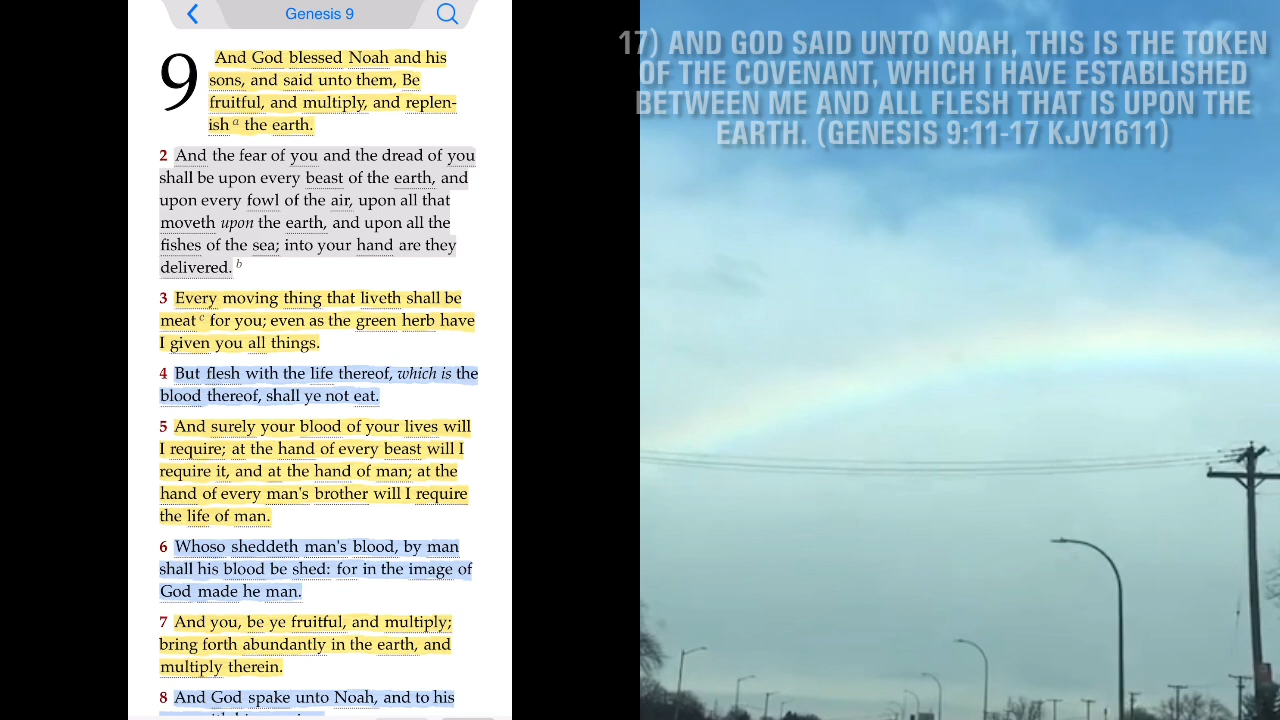 Genesis 9
9 And God blessed Noah and his
sons, and said unto them, Be
fruitful, and multiply, and replen-
ish a the earth.
2 And the fear of you and the dread of you
shall be upon every beast of the earth, and
upon every fowl of the air, upon all that
moveth upon the earth, and upon all the
fishes of the sea; into your hand are they
delivered. b
3 Every moving thing that liveth shall be
meat c for you; even as the green herb have
I given you all things.
4 But flesh with the life thereof, which is the
blood thereof, shall ye not eat.
5 And surely your blood of your lives will
I require; at the hand of every beast will I
require it, and at the hand of man; at the
hand of every man's brother will I require
the life of man.
6 Whoso sheddeth man's blood, by man
shall his blood be shed: for in the image of
God made he man.
7 And you, be ye fruitful, and multiply;
bring forth abundantly in the earth, and
multiply therein.
8 And God spake unto Noah, and to his
17) AND GOD SAID UNTO NOAH, THIS IS THE TOKEN
OF THE COVENANT, WHICH I HAVE ESTABLISHED
BETWEEN ME AND ALL FLESH THAT IS UPON THE
EARTH. (GENESIS 9:11-17 KJV1611)